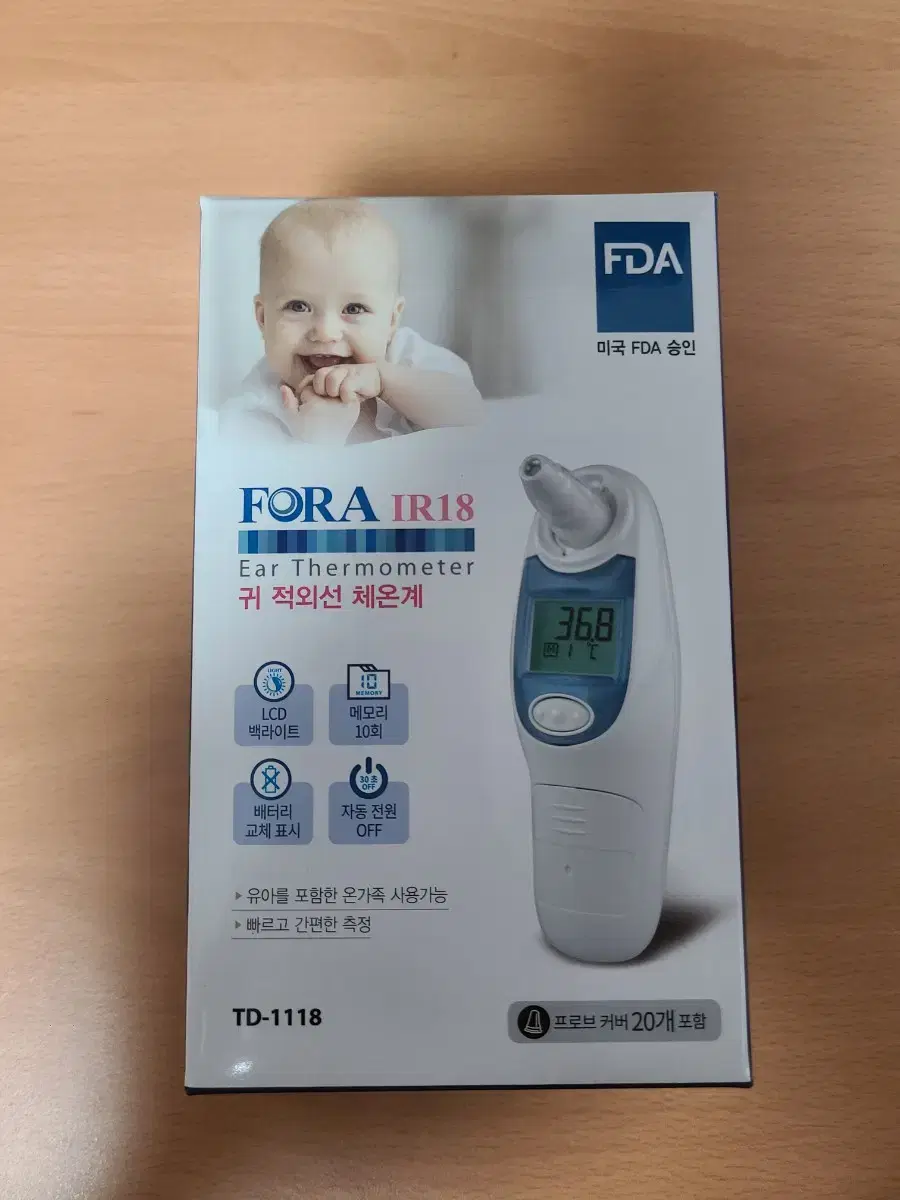 FDA
미국 FDA 승인
FORA IR18
Ear Thermometer
귀 적외선 체온계
36.8
1 ℃
LIGHT
LCD
백라이트
10
MEMORY
메모리
10회
배터리
교체 표시
30 초
OFF
자동 전원
OFF
▸ 유아를 포함한 온가족 사용가능
▸ 빠르고 간편한 측정
TD-1118
프로브 커버 20개 포함